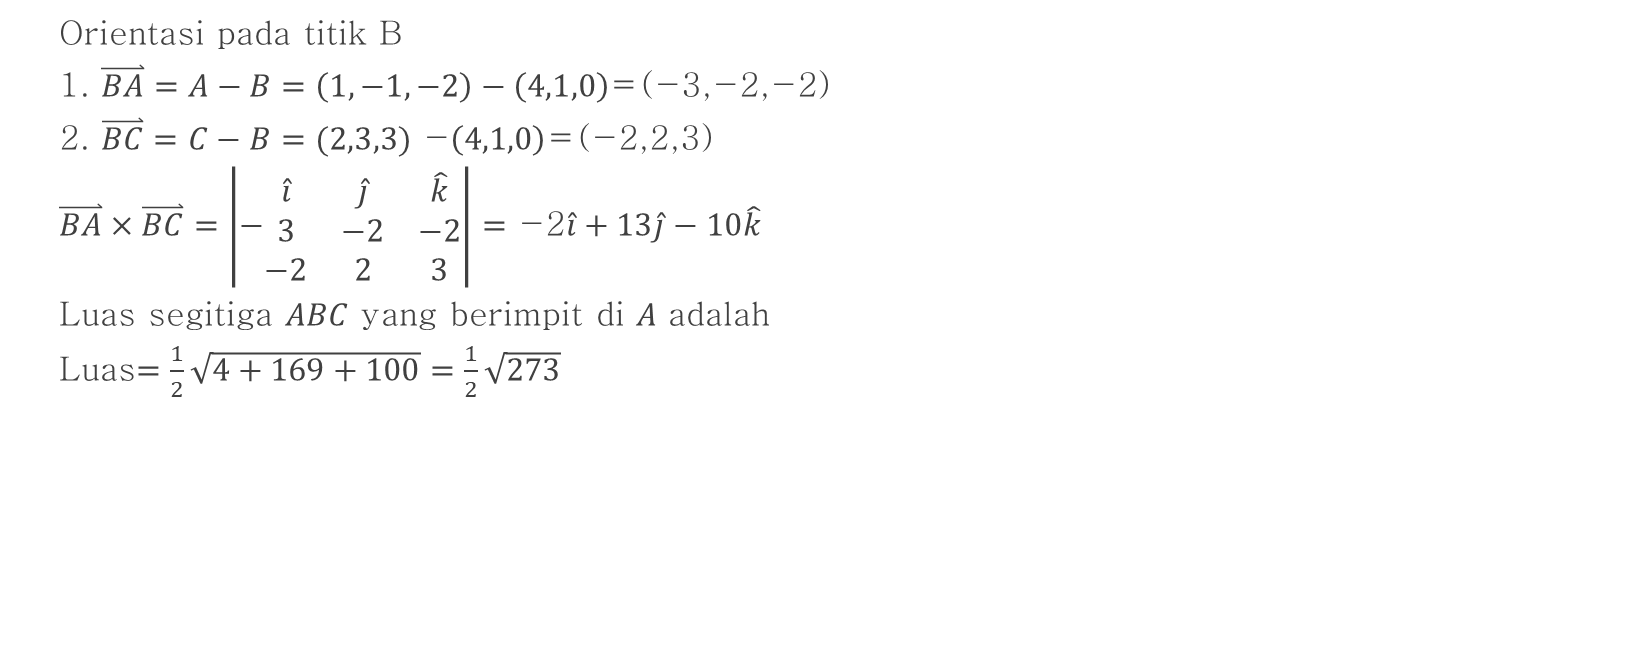 Orientasi pada titik B
1. $\overrightarrow{BA} = A - B = (1,-1,-2) - (4,1,0)=(-3,-2,-2)$
2. $\overrightarrow{BC} = C - B = (2,3,3) -(4,1,0)=(-2,2,3)$
$\overrightarrow{BA} \times \overrightarrow{BC} = \begin{vmatrix} \hat{\imath} & \hat{\jmath} & \hat{k} \\ -3 & -2 & -2 \\ -2 & 2 & 3 \end{vmatrix} = -2\hat{\imath} + 13\hat{\jmath} - 10\hat{k}$
Luas segitiga $ABC$ yang berimpit di $A$ adalah
Luas$= \frac{1}{2}\sqrt{4 + 169 + 100} = \frac{1}{2}\sqrt{273}$